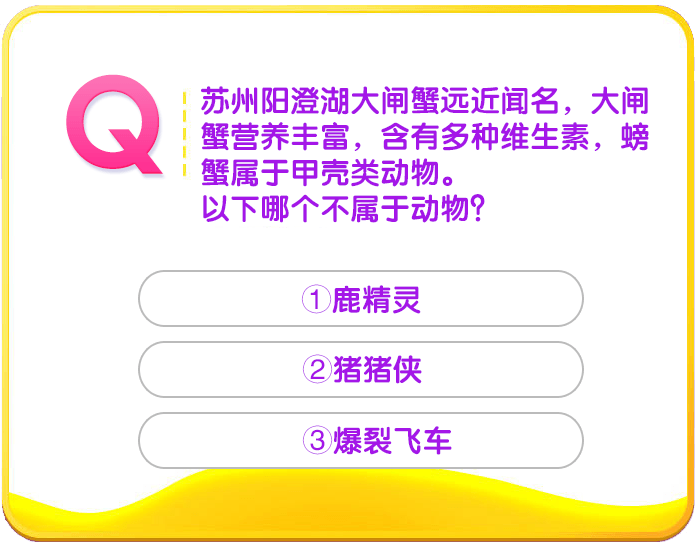 Q
苏州阳澄湖大闸蟹远近闻名，大闸
蟹营养丰富，含有多种维生素，螃
蟹属于甲壳类动物。
以下哪个不属于动物？
①鹿精灵
②猪猪侠
③爆裂飞车